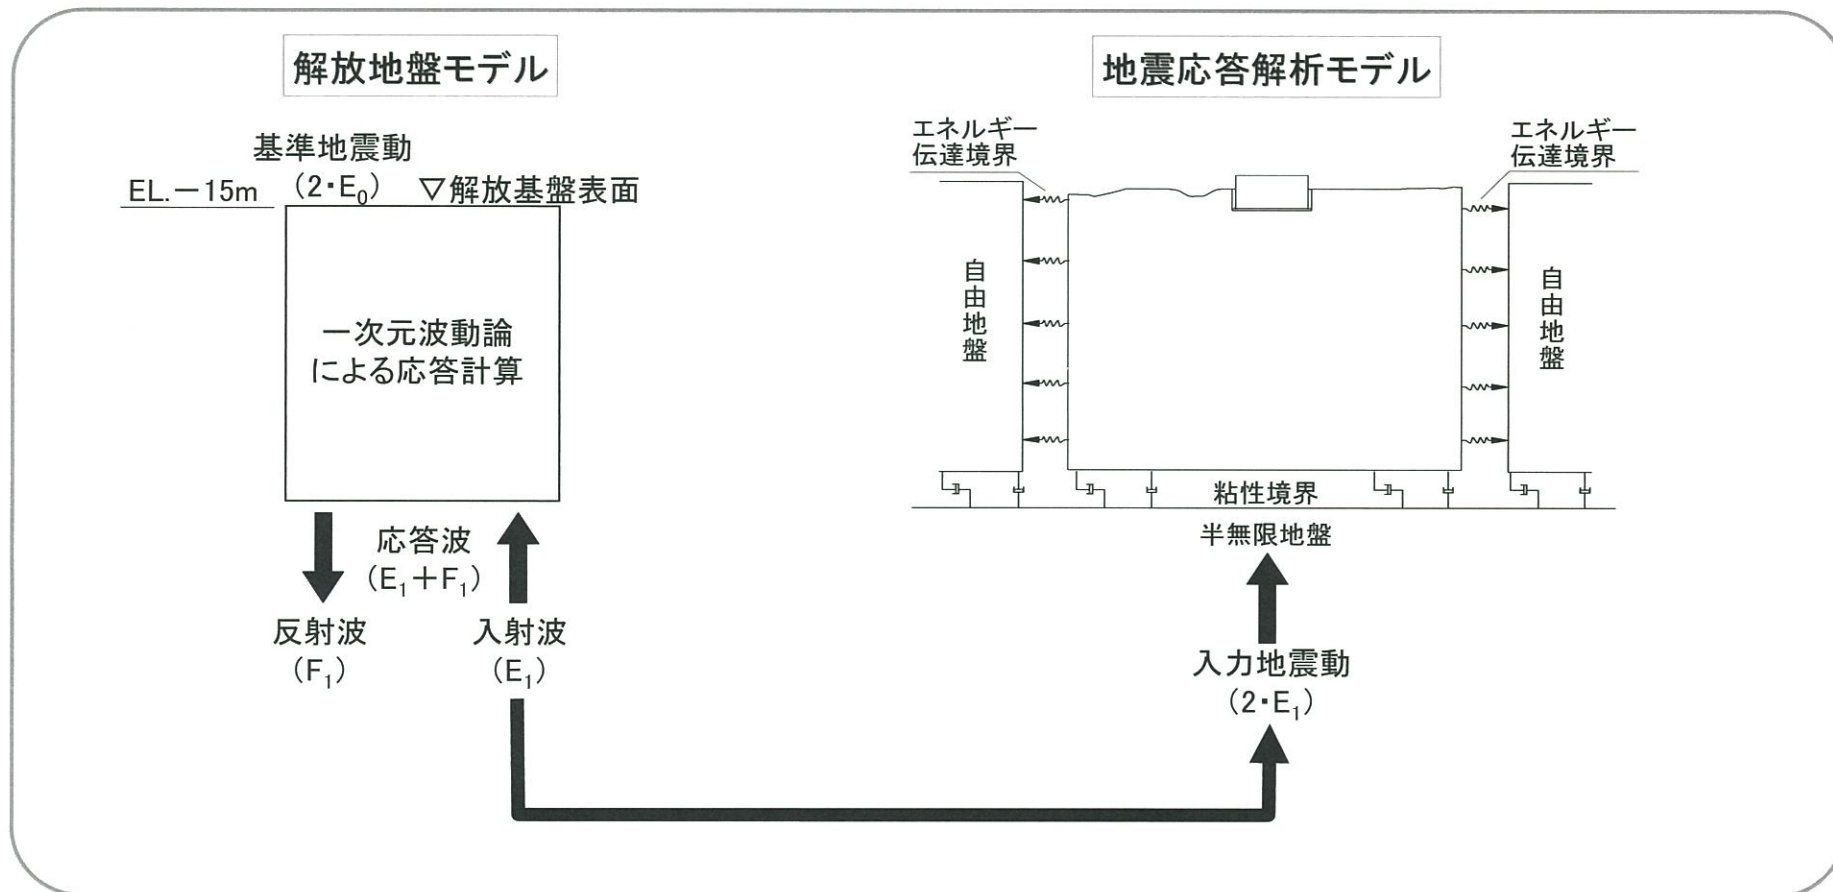 解放地盤モデル
基準地震動
(2・E₀)
EL.－15m
▽解放基盤表面
一次元波動論
による応答計算
応答波
(E₁＋F₁)
反射波
(F₁)
入射波
(E₁)
地震応答解析モデル
エネルギー
伝達境界
エネルギー
伝達境界
自由地盤
自由地盤
粘性境界
半無限地盤
入力地震動
(2・E₁)